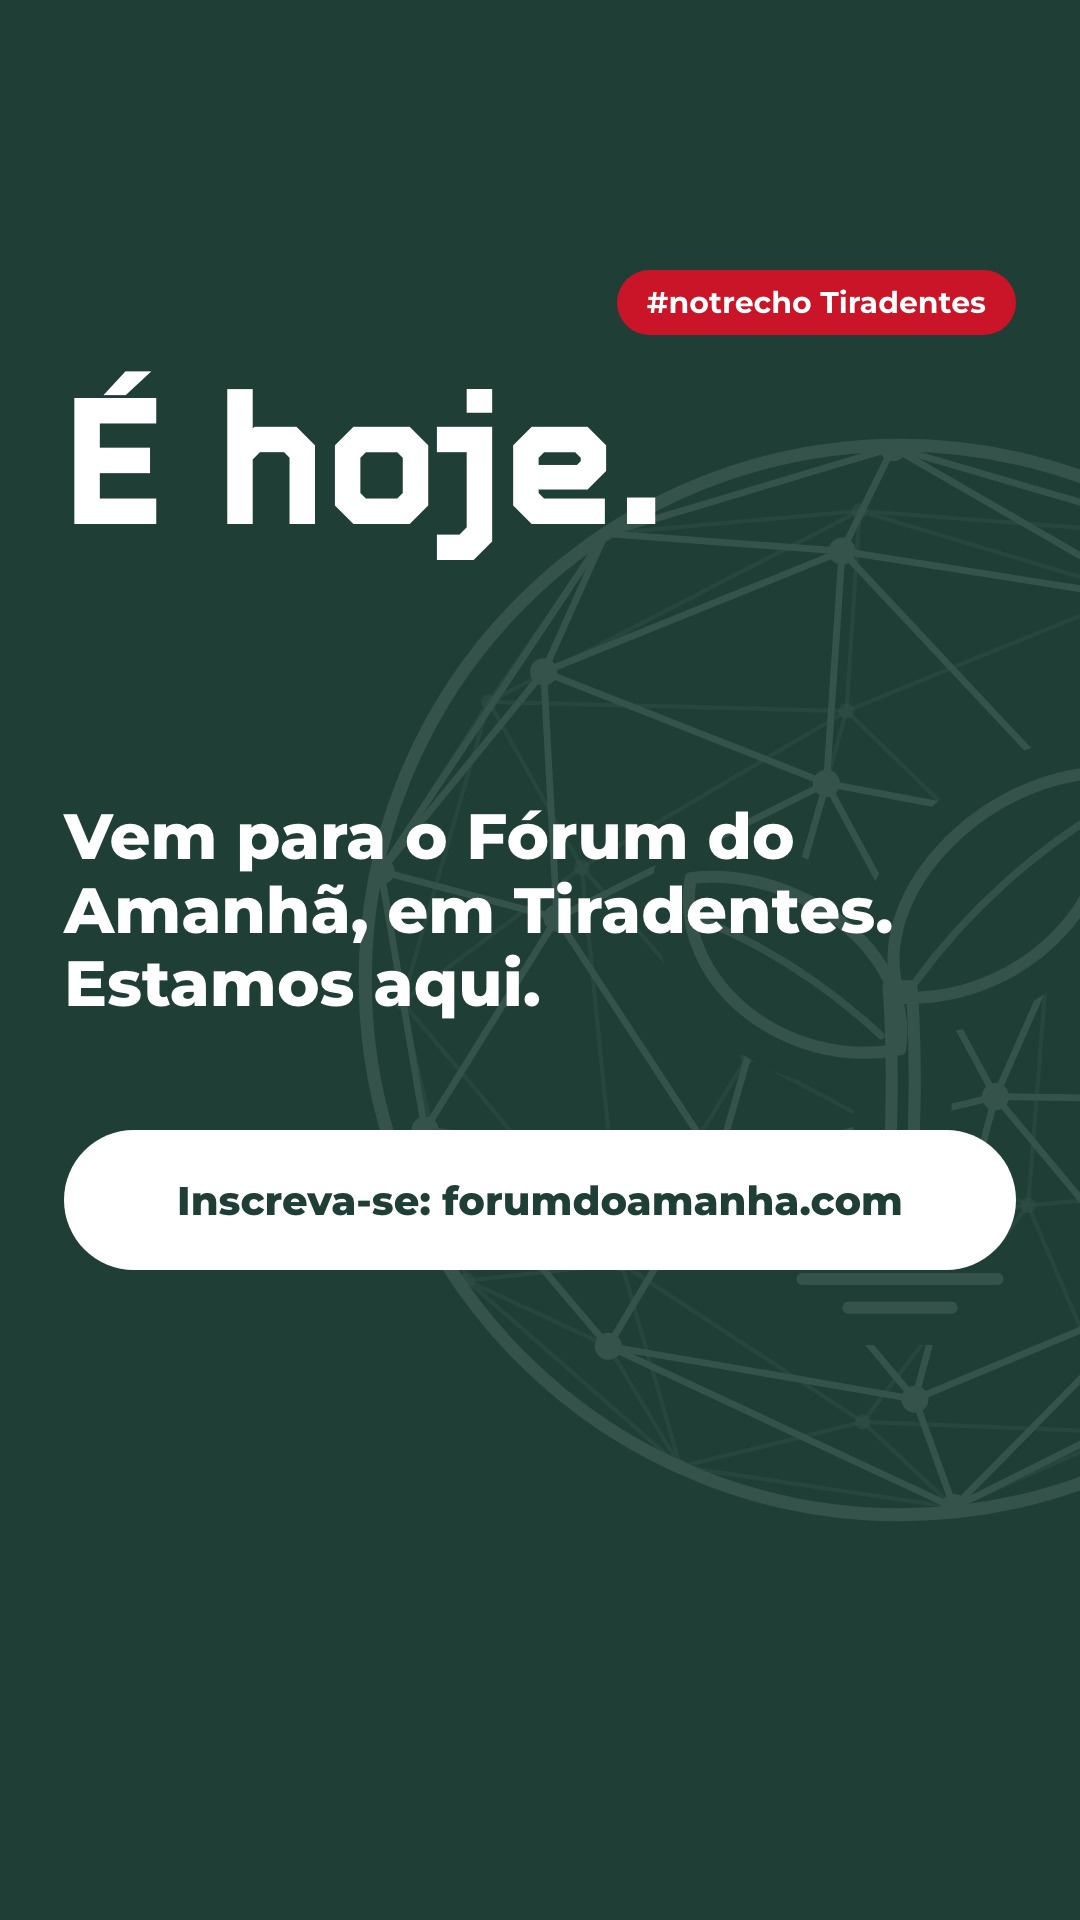 #notrecho Tiradentes
É hoje.
Vem para o Fórum do
Amanhã, em Tiradentes.
Estamos aqui.
Inscreva-se: forumdoamanha.com